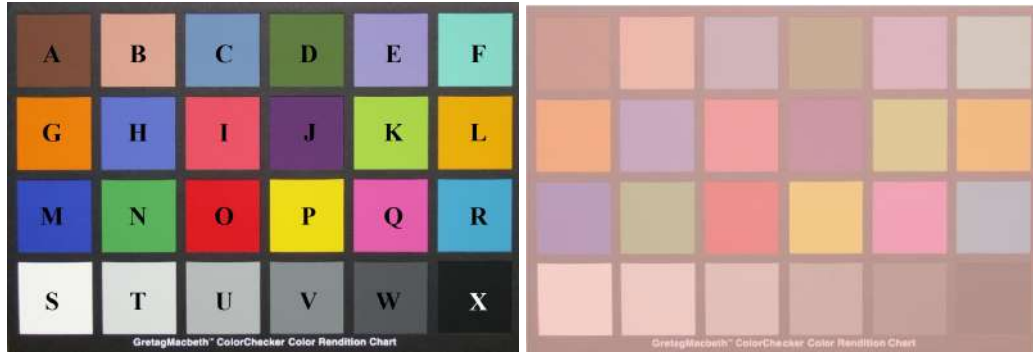 A B C D E F
G H I J K L
M N O P Q R
S T U V W X
GretagMacbeth™ ColorChecker Color Rendition Chart
GretagMacbeth™ ColorChecker Color Rendition Chart